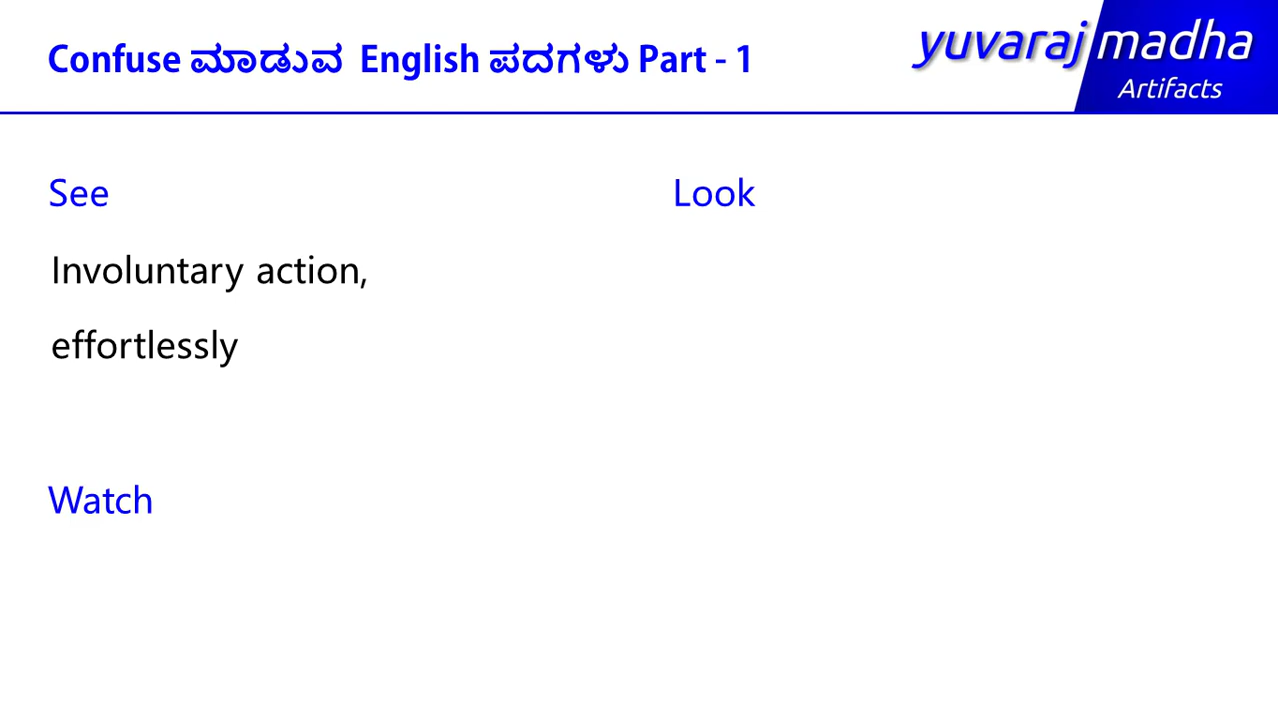 Confuse ಮಾಡುವ English ಪದಗಳು Part - 1
yuvaraj madha
Artifacts
See
Look
Involuntary action,
effortlessly
Watch